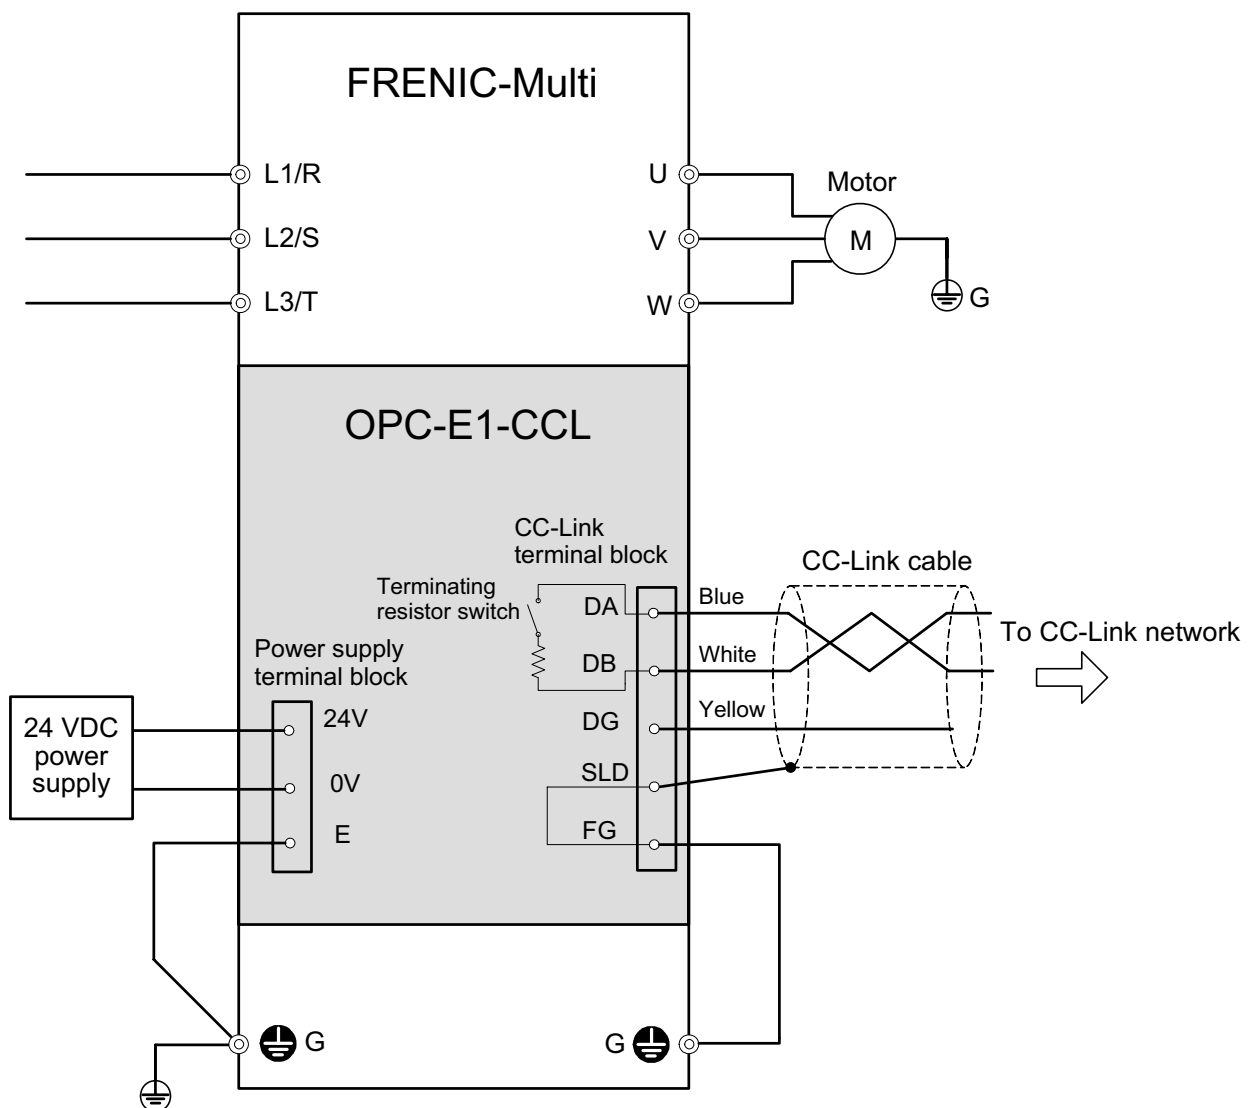 FRENIC-Multi
L1/R
U
Motor
L2/S
V
M
L3/T
W
G
OPC-E1-CCL
CC-Link
terminal block
CC-Link cable
Terminating
resistor switch
DA
Blue
To CC-Link network
Power supply
terminal block
DB
White
24V
DG
Yellow
24 VDC
power
supply
0V
SLD
E
FG
G
G